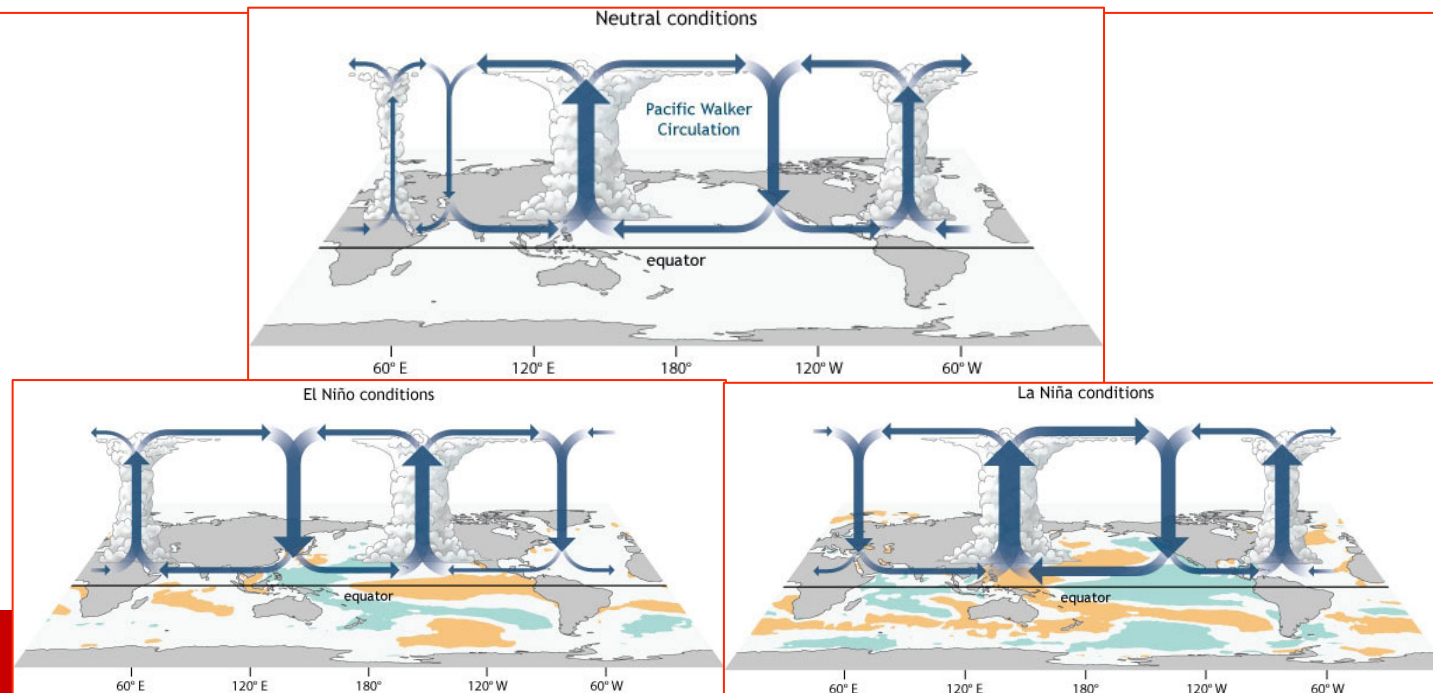 Neutral conditions
Pacific Walker
Circulation
equator
60° E 120° E 180° 120° W 60° W
El Niño conditions
equator
60° E 120° E 180° 120° W 60° W
La Niña conditions
equator
60° E 120° E 180° 120° W 60° W